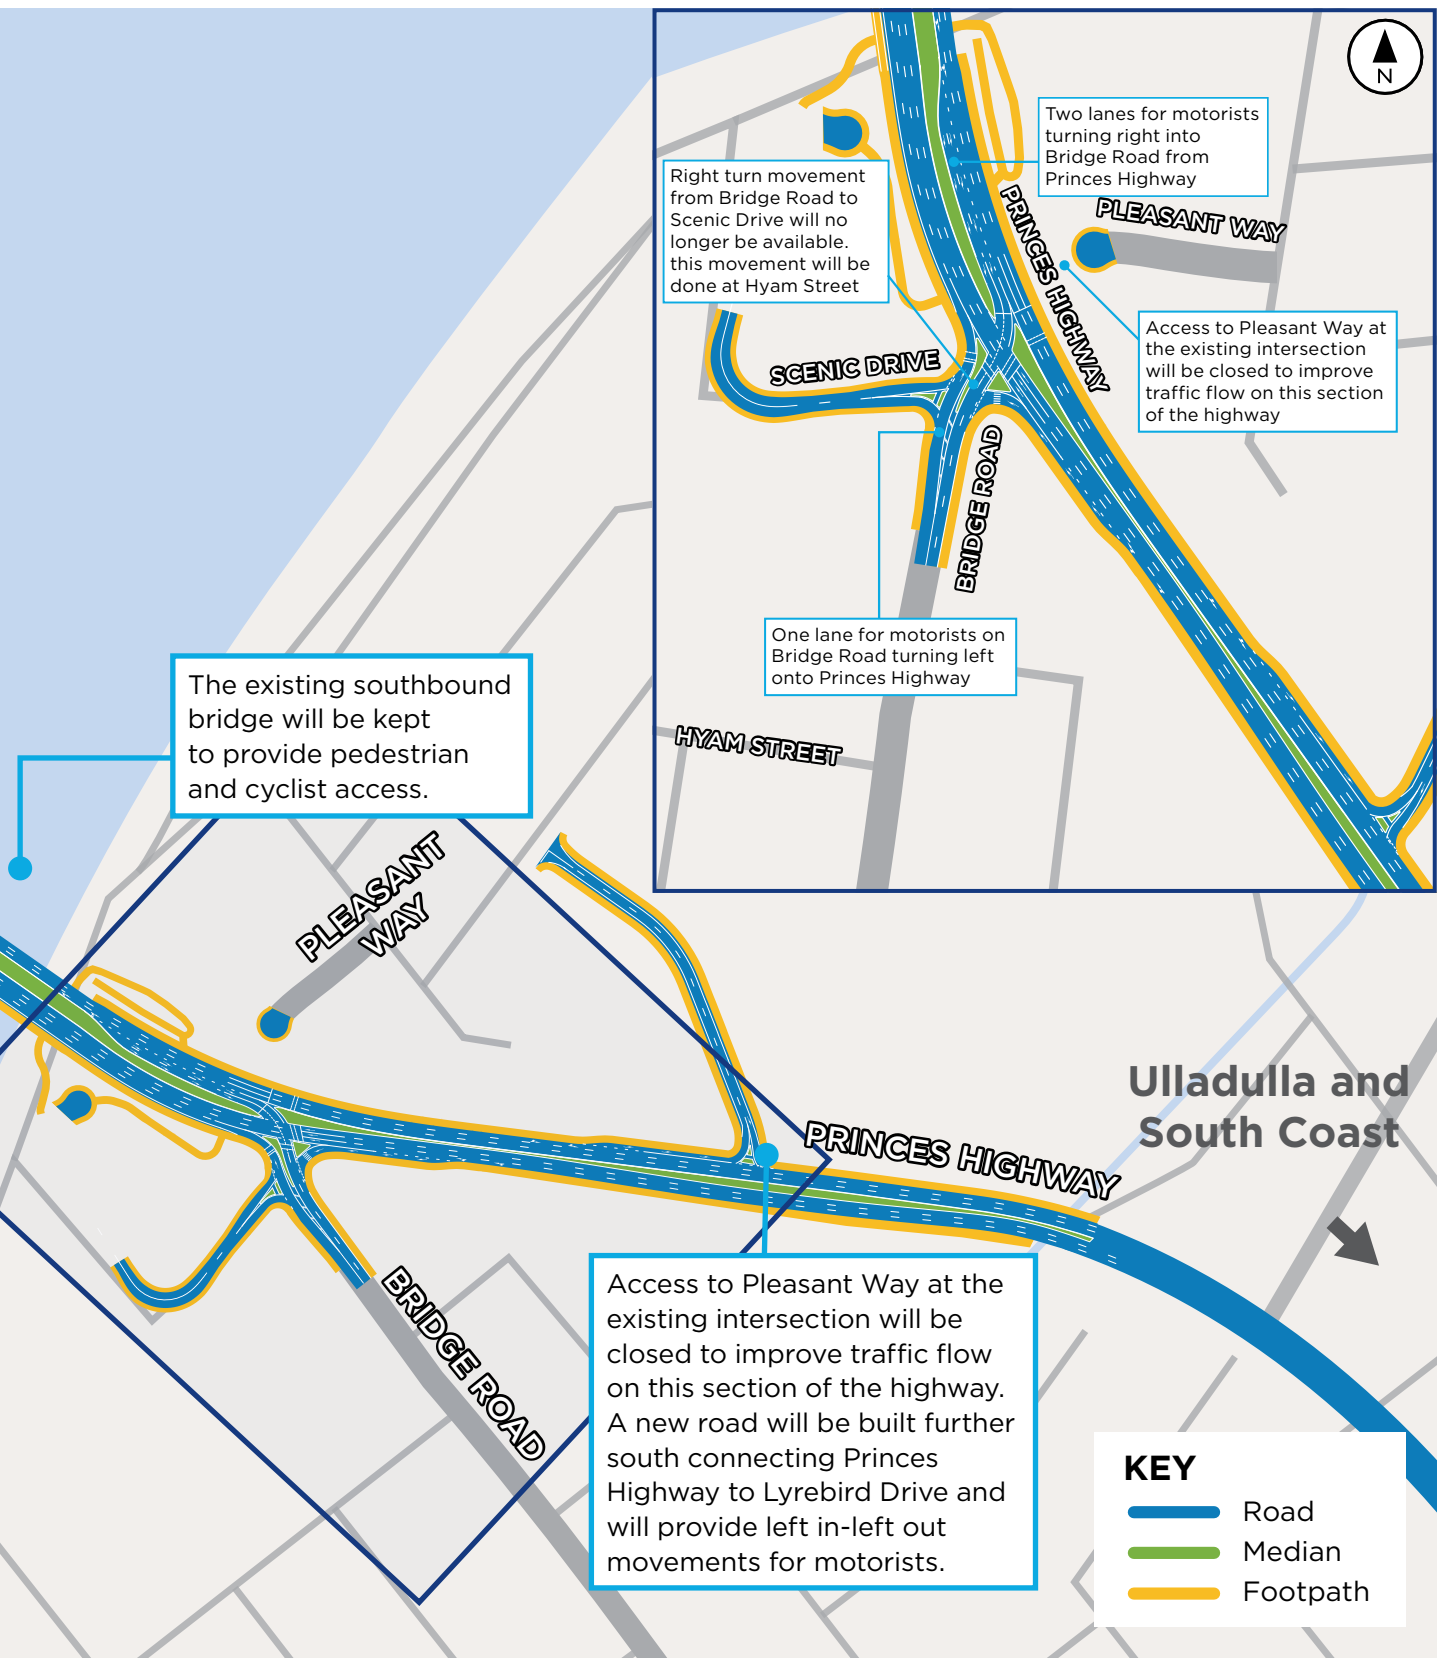 N
Two lanes for motorists
turning right into
Bridge Road from
Princes Highway
Right turn movement
from Bridge Road to
Scenic Drive will no
longer be available.
this movement will be
done at Hyam Street
PRINCES HIGHWAY
PLEASANT WAY
Access to Pleasant Way at
the existing intersection
will be closed to improve
traffic flow on this section
of the highway
SCENIC DRIVE
BRIDGE ROAD
One lane for motorists on
Bridge Road turning left
onto Princes Highway
HYAM STREET
The existing southbound
bridge will be kept
to provide pedestrian
and cyclist access.
PLEASANT
WAY
Ulladulla and
South Coast
PRINCES HIGHWAY
BRIDGE ROAD
Access to Pleasant Way at the
existing intersection will be
closed to improve traffic flow
on this section of the highway.
A new road will be built further
south connecting Princes
Highway to Lyrebird Drive and
will provide left in-left out
movements for motorists.
KEY
Road
Median
Footpath